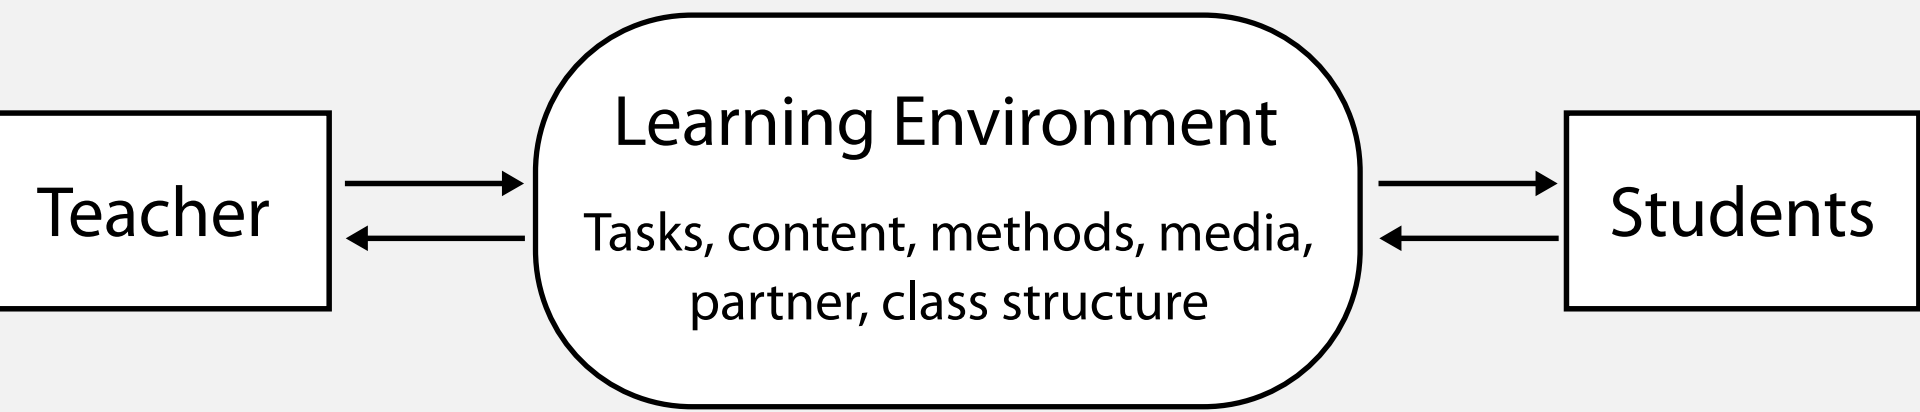 Teacher
Learning Environment
Tasks, content, methods, media,
partner, class structure
Students